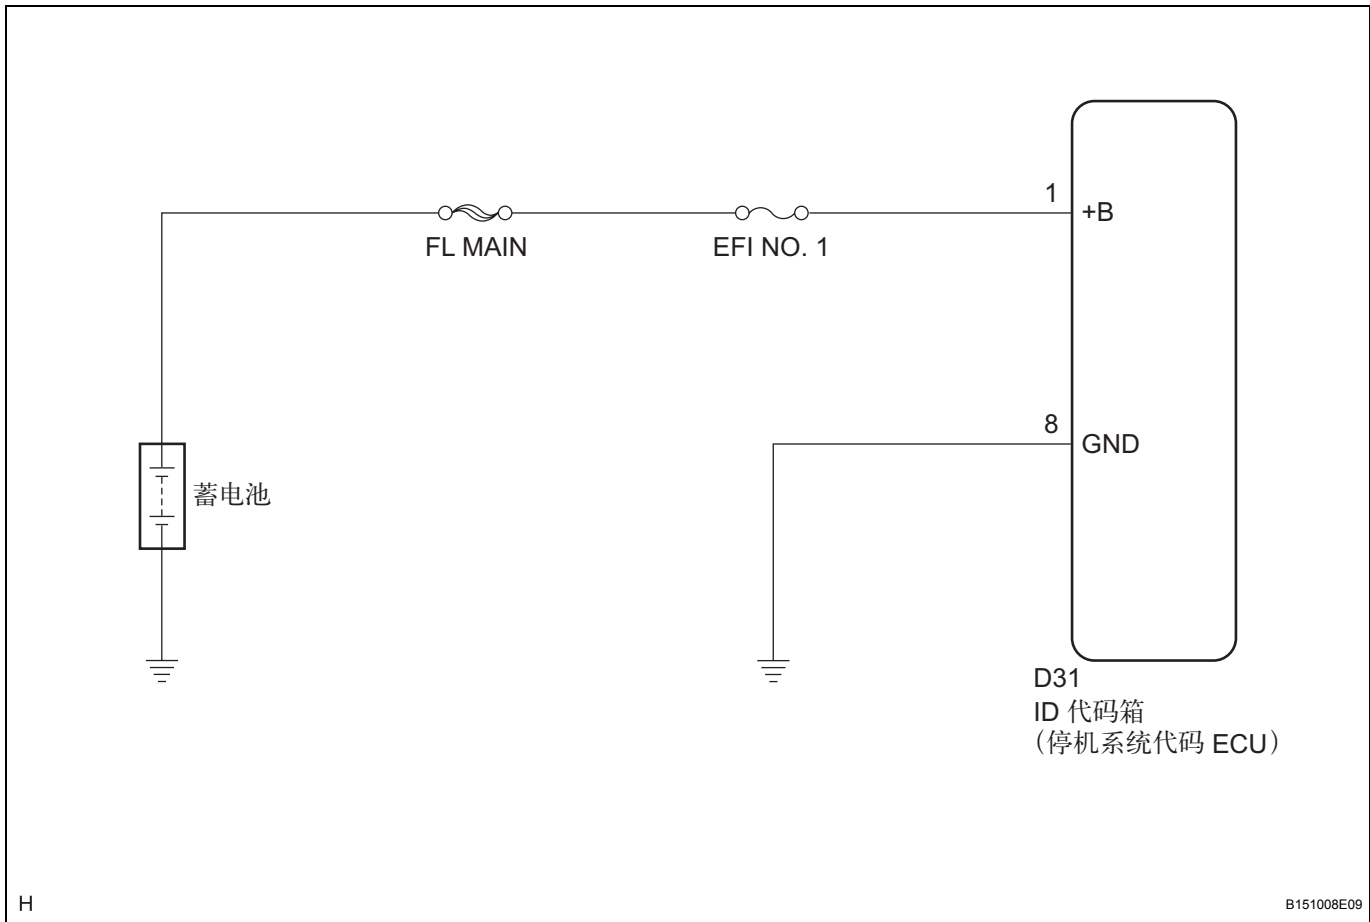 1
+B
FL MAIN
EFI NO. 1
8
GND
蓄电池
D31
ID 代码箱
（停机系统代码 ECU）
H
B151008E09